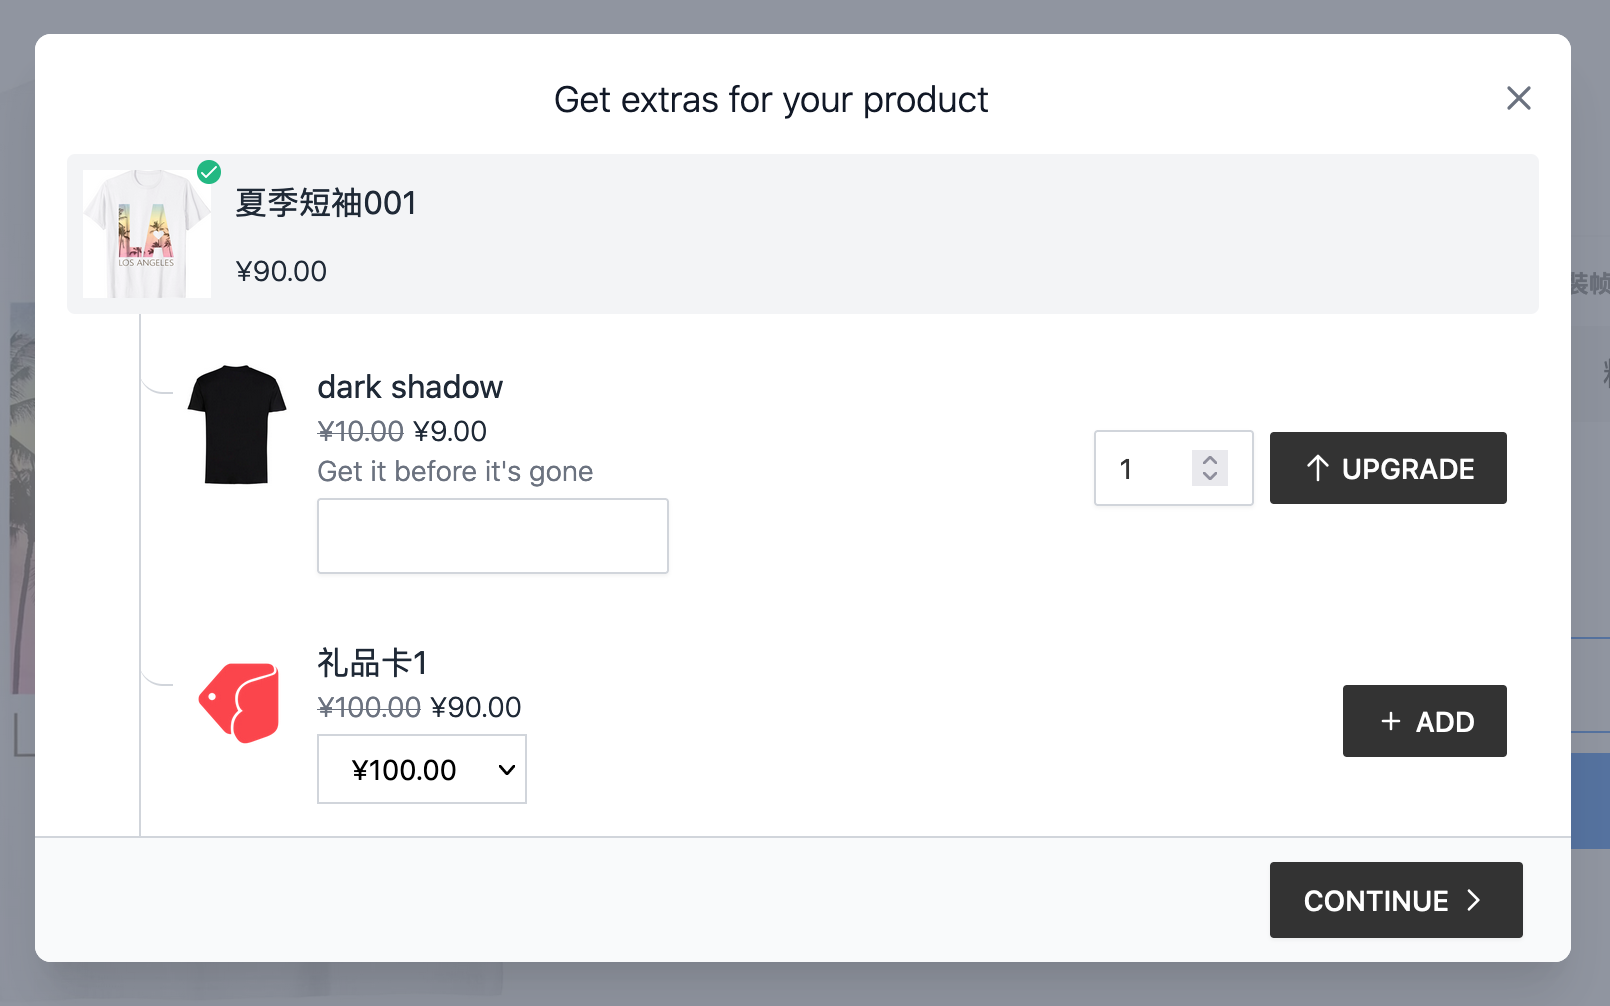 Get extras for your product
夏季短袖001
LA
LOS ANGELES
¥90.00
装帧
dark shadow
¥10.00 ¥9.00
Get it before it's gone
1
UPGRADE
礼品卡1
¥100.00 ¥90.00
¥100.00
ADD
CONTINUE